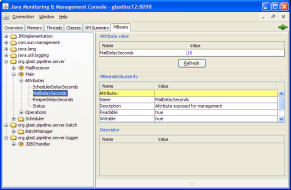 Java Monitoring & Management Console - glastlnx12:8098
Connection Window Help
Overview Memory Threads Classes VM Summary MBeans
JMImplementation
com.sun.management
java.lang
java.util.logging
org.glast.pipeline.server
MailReceiver
Main
Attributes
SchedulerDelaySeconds
MailDelaySeconds
ReaperDelaySeconds
Status
Operations
Scheduler
org.glast.pipeline.server.batch
BatchManager
org.glast.pipeline.server.logger
JDBCHandler
Attribute value
Name Value
MailDelaySeconds 10
Refresh
MBeanAttributeInfo
Name Value
Attribute:
Name MailDelaySeconds
Description Attribute exposed for management
Readable true
Writable true
Descriptor
Name Value